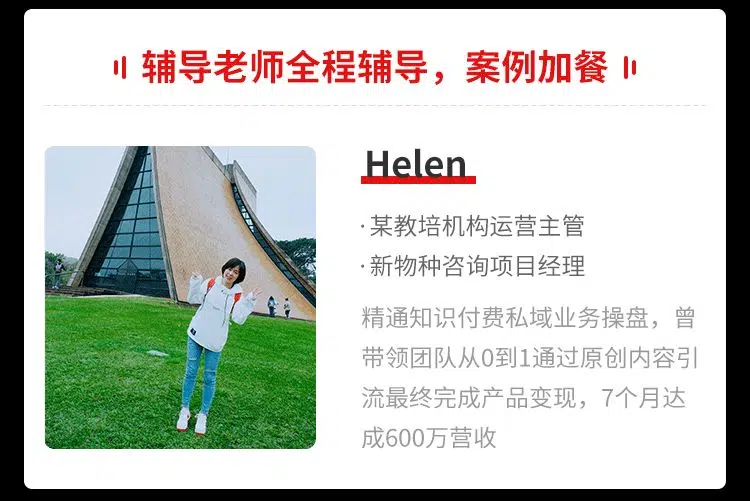 辅导老师全程辅导，案例加餐
Helen
·某教培机构运营主管
·新物种咨询项目经理
精通知识付费私域业务操盘，曾
带领团队从0到1通过原创内容引
流最终完成产品变现，7个月达
成600万营收